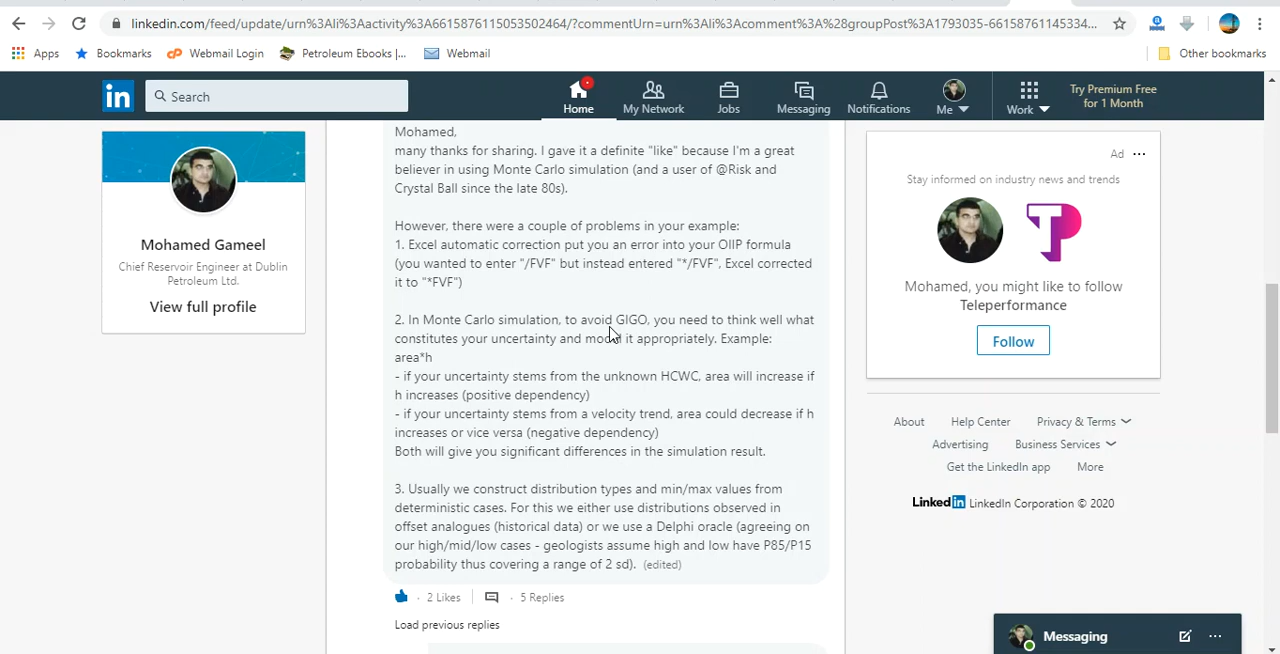 linkedin.com/feed/update/urn%3Ali%3Aactivity%3A6615876115053502464/?commentUrn=urn%3Ali%3Acomment%3A%28groupPost%3A1793035-66158761145334...
Apps
Bookmarks
Webmail Login
Petroleum Ebooks |...
Webmail
Other bookmarks
in
Search
Home
My Network
Jobs
Messaging
Notifications
Me
Work
Try Premium Free
for 1 Month
Mohamed Gameel
Chief Reservoir Engineer at Dublin
Petroleum Ltd.
View full profile
Mohamed,
many thanks for sharing. I gave it a definite "like" because I'm a great
believer in using Monte Carlo simulation (and a user of @Risk and
Crystal Ball since the late 80s).
However, there were a couple of problems in your example:
1. Excel automatic correction put you an error into your OIIP formula
(you wanted to enter "/FVF" but instead entered "*/FVF", Excel corrected
it to "*FVF")
2. In Monte Carlo simulation, to avoid GIGO, you need to think well what
constitutes your uncertainty and model it appropriately. Example:
area*h
- if your uncertainty stems from the unknown HCWC, area will increase if
h increases (positive dependency)
- if your uncertainty stems from a velocity trend, area could decrease if h
increases or vice versa (negative dependency)
Both will give you significant differences in the simulation result.
3. Usually we construct distribution types and min/max values from
deterministic cases. For this we either use distributions observed in
offset analogues (historical data) or we use a Delphi oracle (agreeing on
our high/mid/low cases - geologists assume high and low have P85/P15
probability thus covering a range of 2 sd). (edited)
2 Likes
5 Replies
Load previous replies
Ad
Stay informed on industry news and trends
Mohamed, you might like to follow
Teleperformance
Follow
About
Help Center
Privacy & Terms
Advertising
Business Services
Get the LinkedIn app
More
LinkedIn LinkedIn Corporation © 2020
Messaging